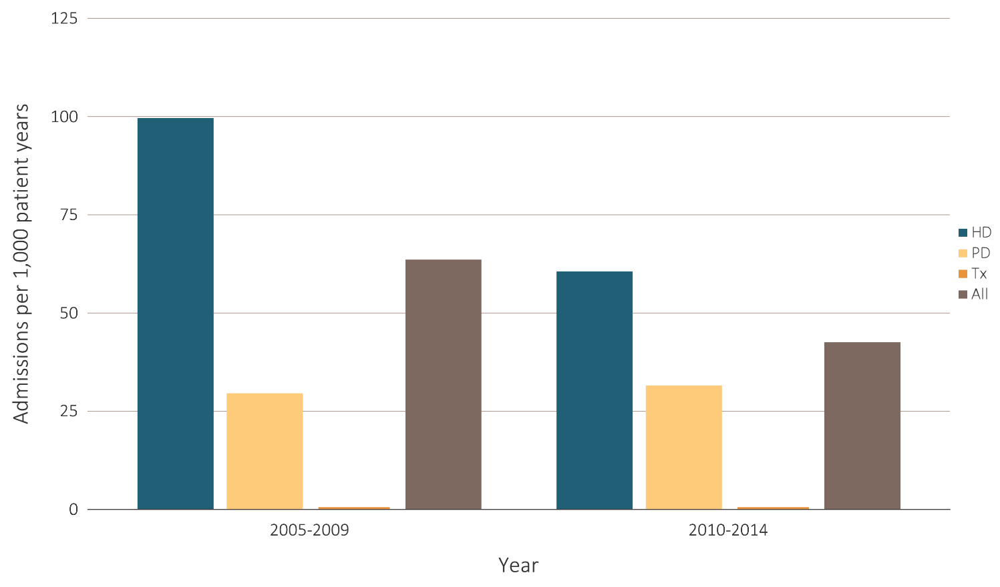 125
100
75
50
25
0
Admissions per 1,000 patient years
2005-2009
2010-2014
Year
HD
PD
Tx
All